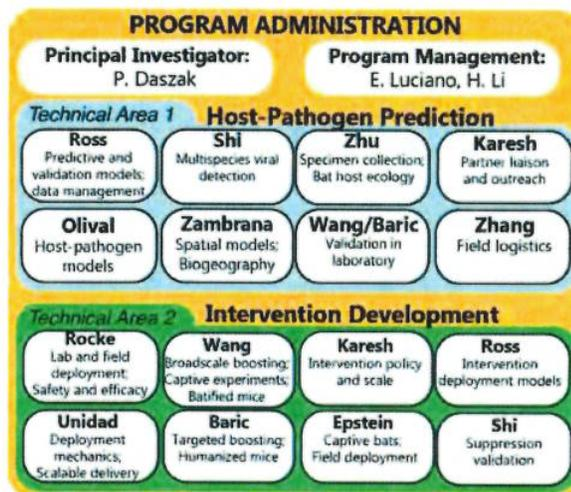 PROGRAM ADMINISTRATION
Principal Investigator:
P. Daszak
Program Management:
E. Luciano, H. Li
Technical Area 1
Host-Pathogen Prediction
Ross
Predictive and
validation models;
data management
Shi
Multispecies viral
detection
Zhu
Specimen collection;
Bat host ecology
Karesh
Partner liaison
and outreach
Olival
Host-pathogen
models
Zambrana
Spatial models;
Biogeography
Wang/Baric
Validation in
laboratory
Zhang
Field logistics
Technical Area 2
Intervention Development
Rocke
Lab and field
deployment;
Safety and efficacy
Wang
Broadscale boosting;
Captive experiments;
Batified mice
Karesh
Intervention policy
and scale
Ross
Intervention
deployment models
Unidad
Deployment
mechanics;
Scalable delivery
Baric
Targeted boosting;
Humanized mice
Epstein
Captive bats;
Field deployment
Shi
Suppression
validation